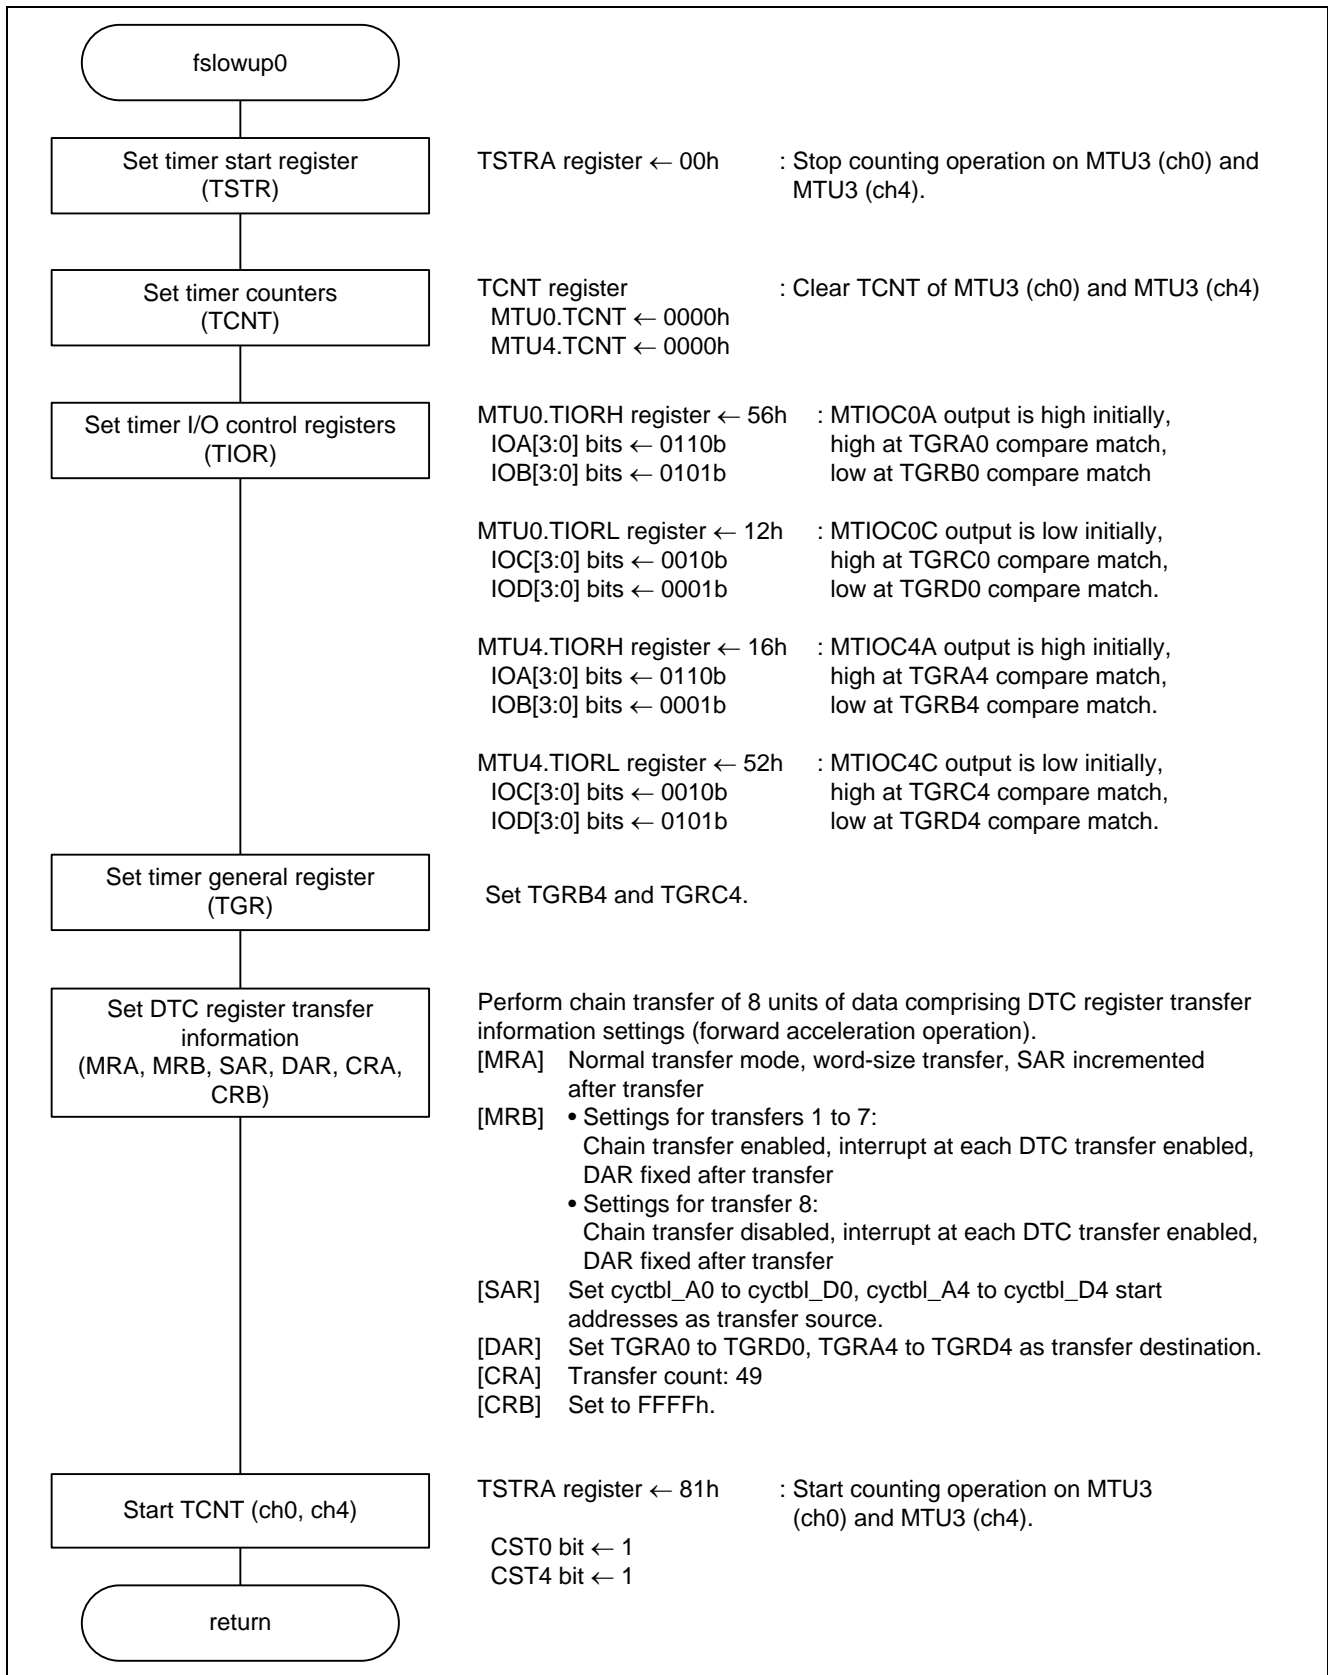 fslowup0
Set timer start register
(TSTR)
TSTRA register ← 00h : Stop counting operation on MTU3 (ch0) and
MTU3 (ch4).
Set timer counters
(TCNT)
TCNT register : Clear TCNT of MTU3 (ch0) and MTU3 (ch4)
MTU0.TCNT ← 0000h
MTU4.TCNT ← 0000h
Set timer I/O control registers
(TIOR)
MTU0.TIORH register ← 56h : MTIOC0A output is high initially,
IOA[3:0] bits ← 0110b high at TGRA0 compare match,
IOB[3:0] bits ← 0101b low at TGRB0 compare match
MTU0.TIORL register ← 12h : MTIOC0C output is low initially,
IOC[3:0] bits ← 0010b high at TGRC0 compare match,
IOD[3:0] bits ← 0001b low at TGRD0 compare match.
MTU4.TIORH register ← 16h : MTIOC4A output is high initially,
IOA[3:0] bits ← 0110b high at TGRA4 compare match,
IOB[3:0] bits ← 0001b low at TGRB4 compare match.
MTU4.TIORL register ← 52h : MTIOC4C output is low initially,
IOC[3:0] bits ← 0010b high at TGRC4 compare match,
IOD[3:0] bits ← 0101b low at TGRD4 compare match.
Set timer general register
(TGR)
Set TGRB4 and TGRC4.
Set DTC register transfer
information
(MRA, MRB, SAR, DAR, CRA,
CRB)
Perform chain transfer of 8 units of data comprising DTC register transfer
information settings (forward acceleration operation).
[MRA] Normal transfer mode, word-size transfer, SAR incremented
after transfer
[MRB] • Settings for transfers 1 to 7:
Chain transfer enabled, interrupt at each DTC transfer enabled,
DAR fixed after transfer
• Settings for transfer 8:
Chain transfer disabled, interrupt at each DTC transfer enabled,
DAR fixed after transfer
[SAR] Set cyctbl_A0 to cyctbl_D0, cyctbl_A4 to cyctbl_D4 start
addresses as transfer source.
[DAR] Set TGRA0 to TGRD0, TGRA4 to TGRD4 as transfer destination.
[CRA] Transfer count: 49
[CRB] Set to FFFFh.
Start TCNT (ch0, ch4)
TSTRA register ← 81h : Start counting operation on MTU3
(ch0) and MTU3 (ch4).
CST0 bit ← 1
CST4 bit ← 1
return